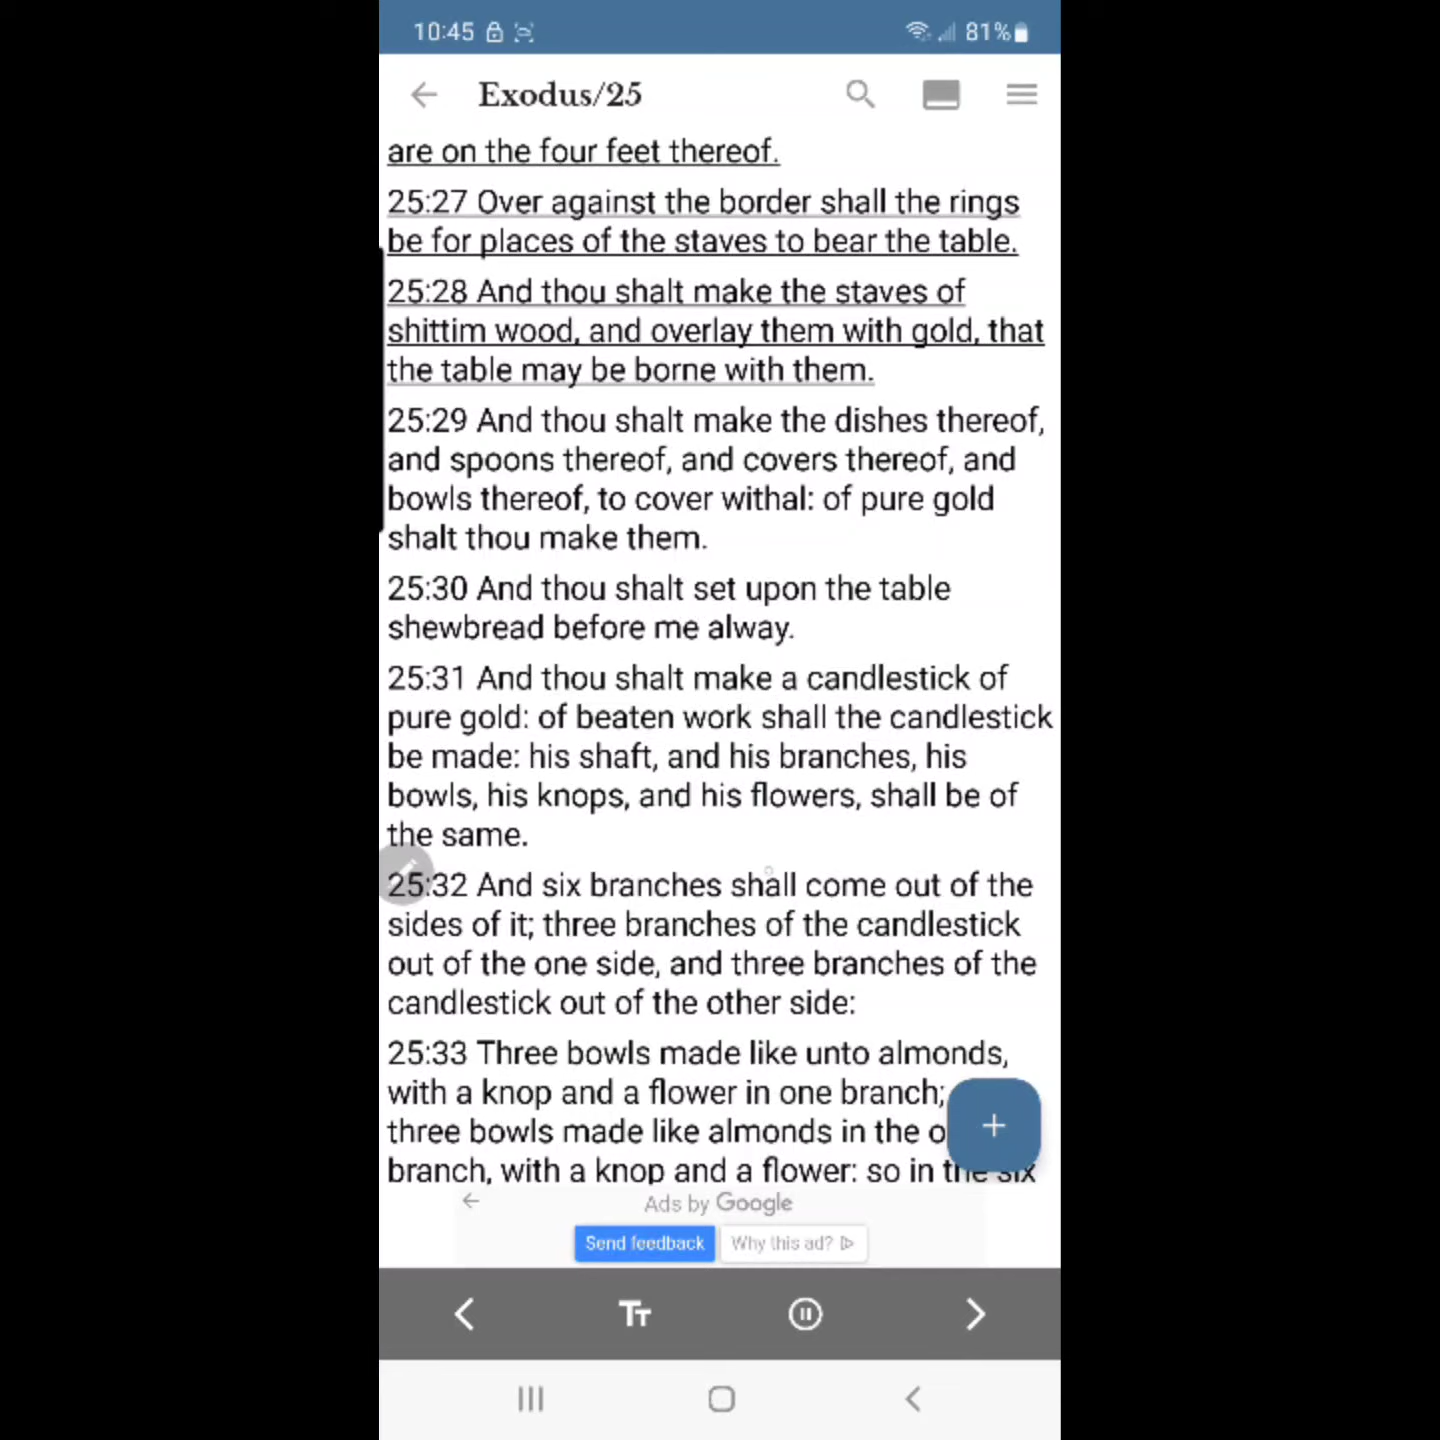 10:45 81%
Exodus/25
are on the four feet thereof.
25:27 Over against the border shall the rings
be for places of the staves to bear the table.
25:28 And thou shalt make the staves of
shittim wood, and overlay them with gold, that
the table may be borne with them.
25:29 And thou shalt make the dishes thereof,
and spoons thereof, and covers thereof, and
bowls thereof, to cover withal: of pure gold
shalt thou make them.
25:30 And thou shalt set upon the table
shewbread before me alway.
25:31 And thou shalt make a candlestick of
pure gold: of beaten work shall the candlestick
be made: his shaft, and his branches, his
bowls, his knops, and his flowers, shall be of
the same.
25:32 And six branches shall come out of the
sides of it; three branches of the candlestick
out of the one side, and three branches of the
candlestick out of the other side:
25:33 Three bowls made like unto almonds,
with a knop and a flower in one branch;
three bowls made like almonds in the o
branch, with a knop and a flower: so in the six
Ads by Google
Send feedback Why this ad?
TT